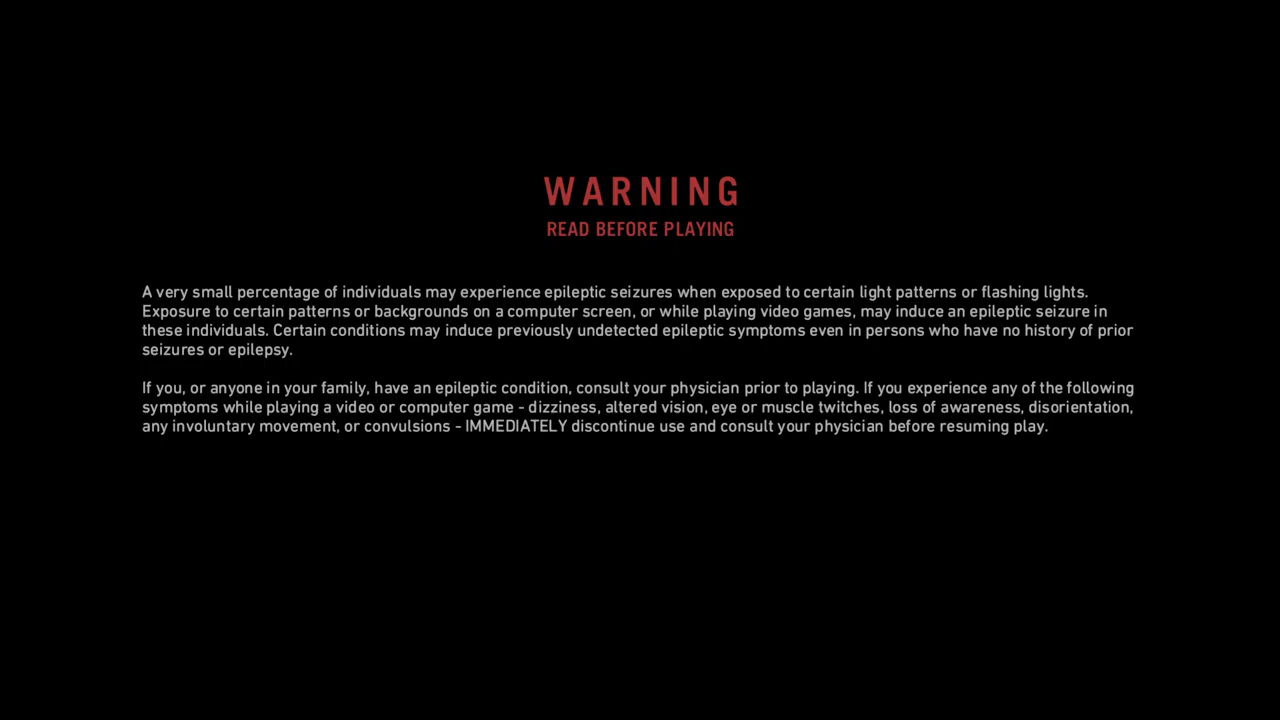 WARNING
READ BEFORE PLAYING
A very small percentage of individuals may experience epileptic seizures when exposed to certain light patterns or flashing lights.
Exposure to certain patterns or backgrounds on a computer screen, or while playing video games, may induce an epileptic seizure in
these individuals. Certain conditions may induce previously undetected epileptic symptoms even in persons who have no history of prior
seizures or epilepsy.
If you, or anyone in your family, have an epileptic condition, consult your physician prior to playing. If you experience any of the following
symptoms while playing a video or computer game - dizziness, altered vision, eye or muscle twitches, loss of awareness, disorientation,
any involuntary movement, or convulsions - IMMEDIATELY discontinue use and consult your physician before resuming play.